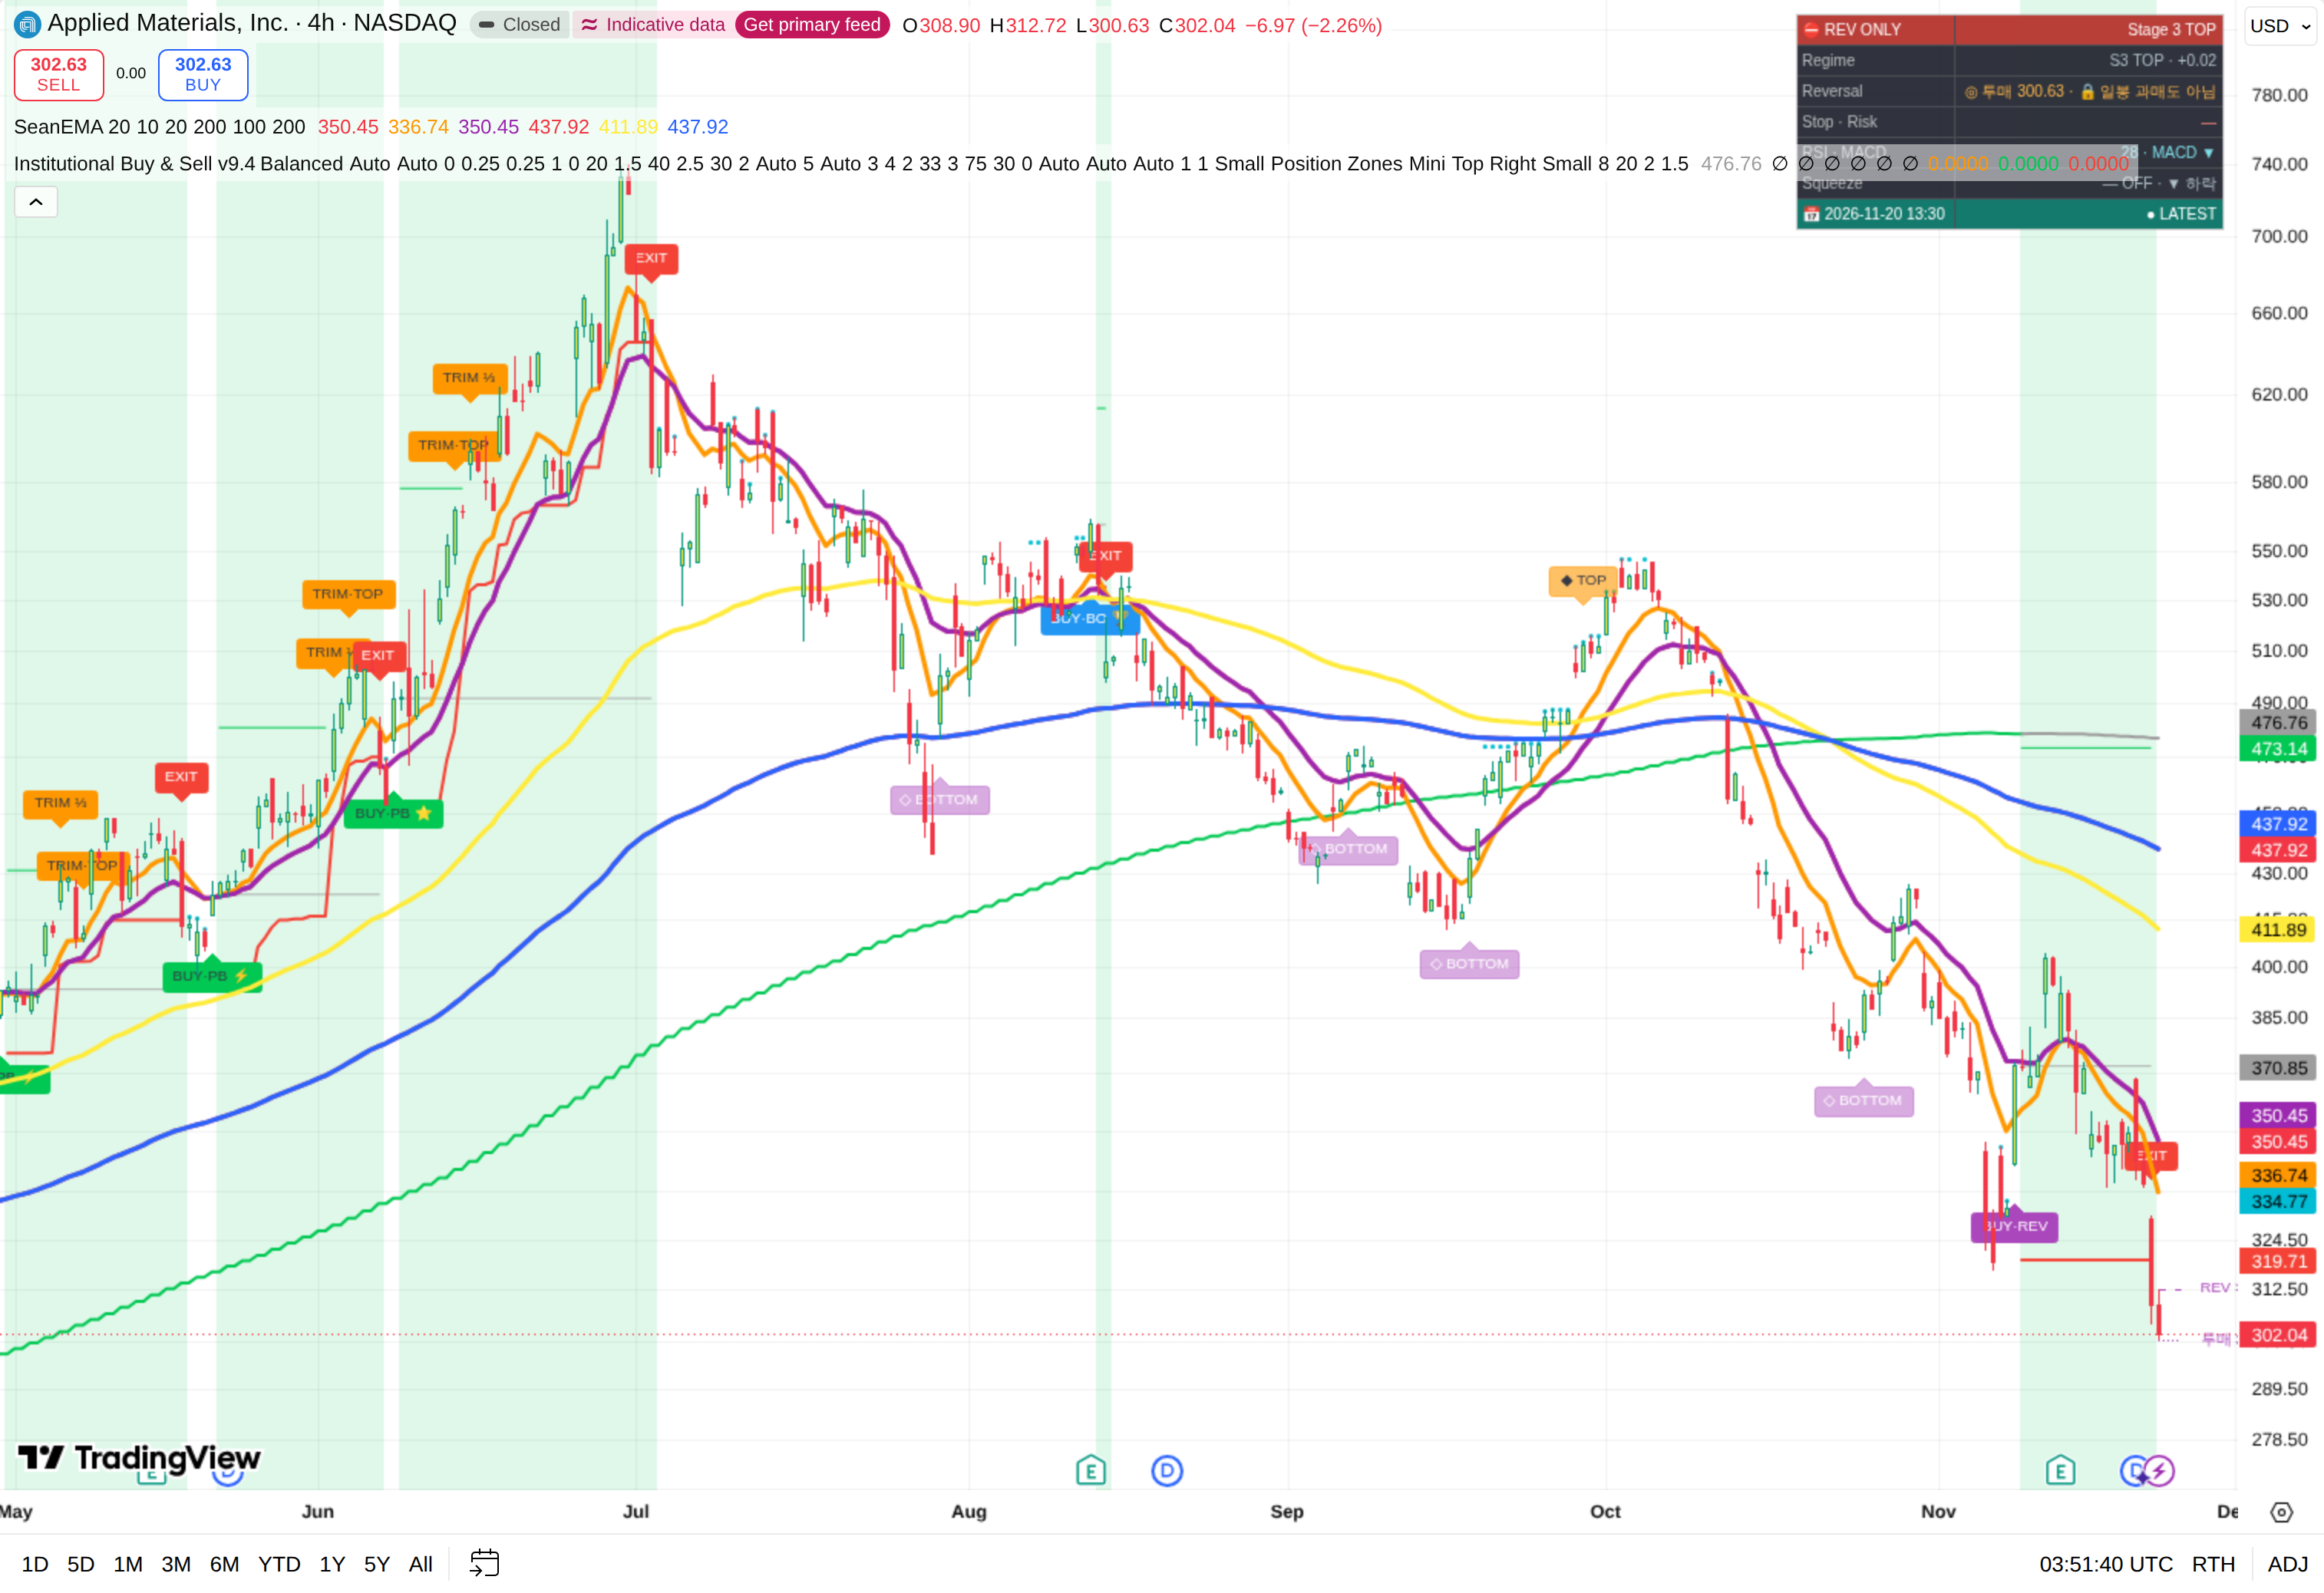 Applied Materials, Inc. · 4h · NASDAQ Closed Indicative data Get primary feed O308.90 H312.72 L300.63 C302.04 −6.97 (−2.26%)
302.63 SELL 0.00 302.63 BUY
SeanEMA 20 10 20 200 100 200 350.45 336.74 350.45 437.92 411.89 437.92
Institutional Buy & Sell v9.4 Balanced Auto Auto 0 0.25 0.25 1 0 20 1.5 40 2.5 30 2 Auto 5 Auto 3 4 2 33 3 75 30 0 Auto Auto Auto 1 1 Small Position Zones Mini Top Right Small 8 20 2 1.5 476.76 ∅ ∅ ∅ ∅ ∅ ∅ 0.0000 0.0000 0.0000
REV ONLY Stage 3 TOP
Regime S3 TOP · +0.02
Reversal ◎ 투매 300.63 · 🔒 일봉 과매도 아님
Stop · Risk —
RSI · MACD 28 · MACD ▼
Squeeze — OFF · ▼ 하락
2026-11-20 13:30 ● LATEST
USD
780.00
740.00
700.00
660.00
620.00
580.00
550.00
530.00
510.00
490.00
476.76
473.14
437.92
437.92
430.00
411.89
400.00
385.00
370.85
350.45
350.45
336.74
334.77
324.50
319.71
312.50
302.04
289.50
278.50
EXIT
TRIM ⅓
TRIM·TOP
TRIM·TOP
TRIM
EXIT
EXIT
TRIM ⅓
TRIM·TOP
BUY·PB ⭐
BUY·PB ⚡
EXIT
◇ BOTTOM
◆ TOP
◇ BOTTOM
◇ BOTTOM
◇ BOTTOM
EXIT
BUY·REV
REV
투매
TradingView
E D E D E D
May Jun Jul Aug Sep Oct Nov
1D 5D 1M 3M 6M YTD 1Y 5Y All 03:51:40 UTC RTH ADJ